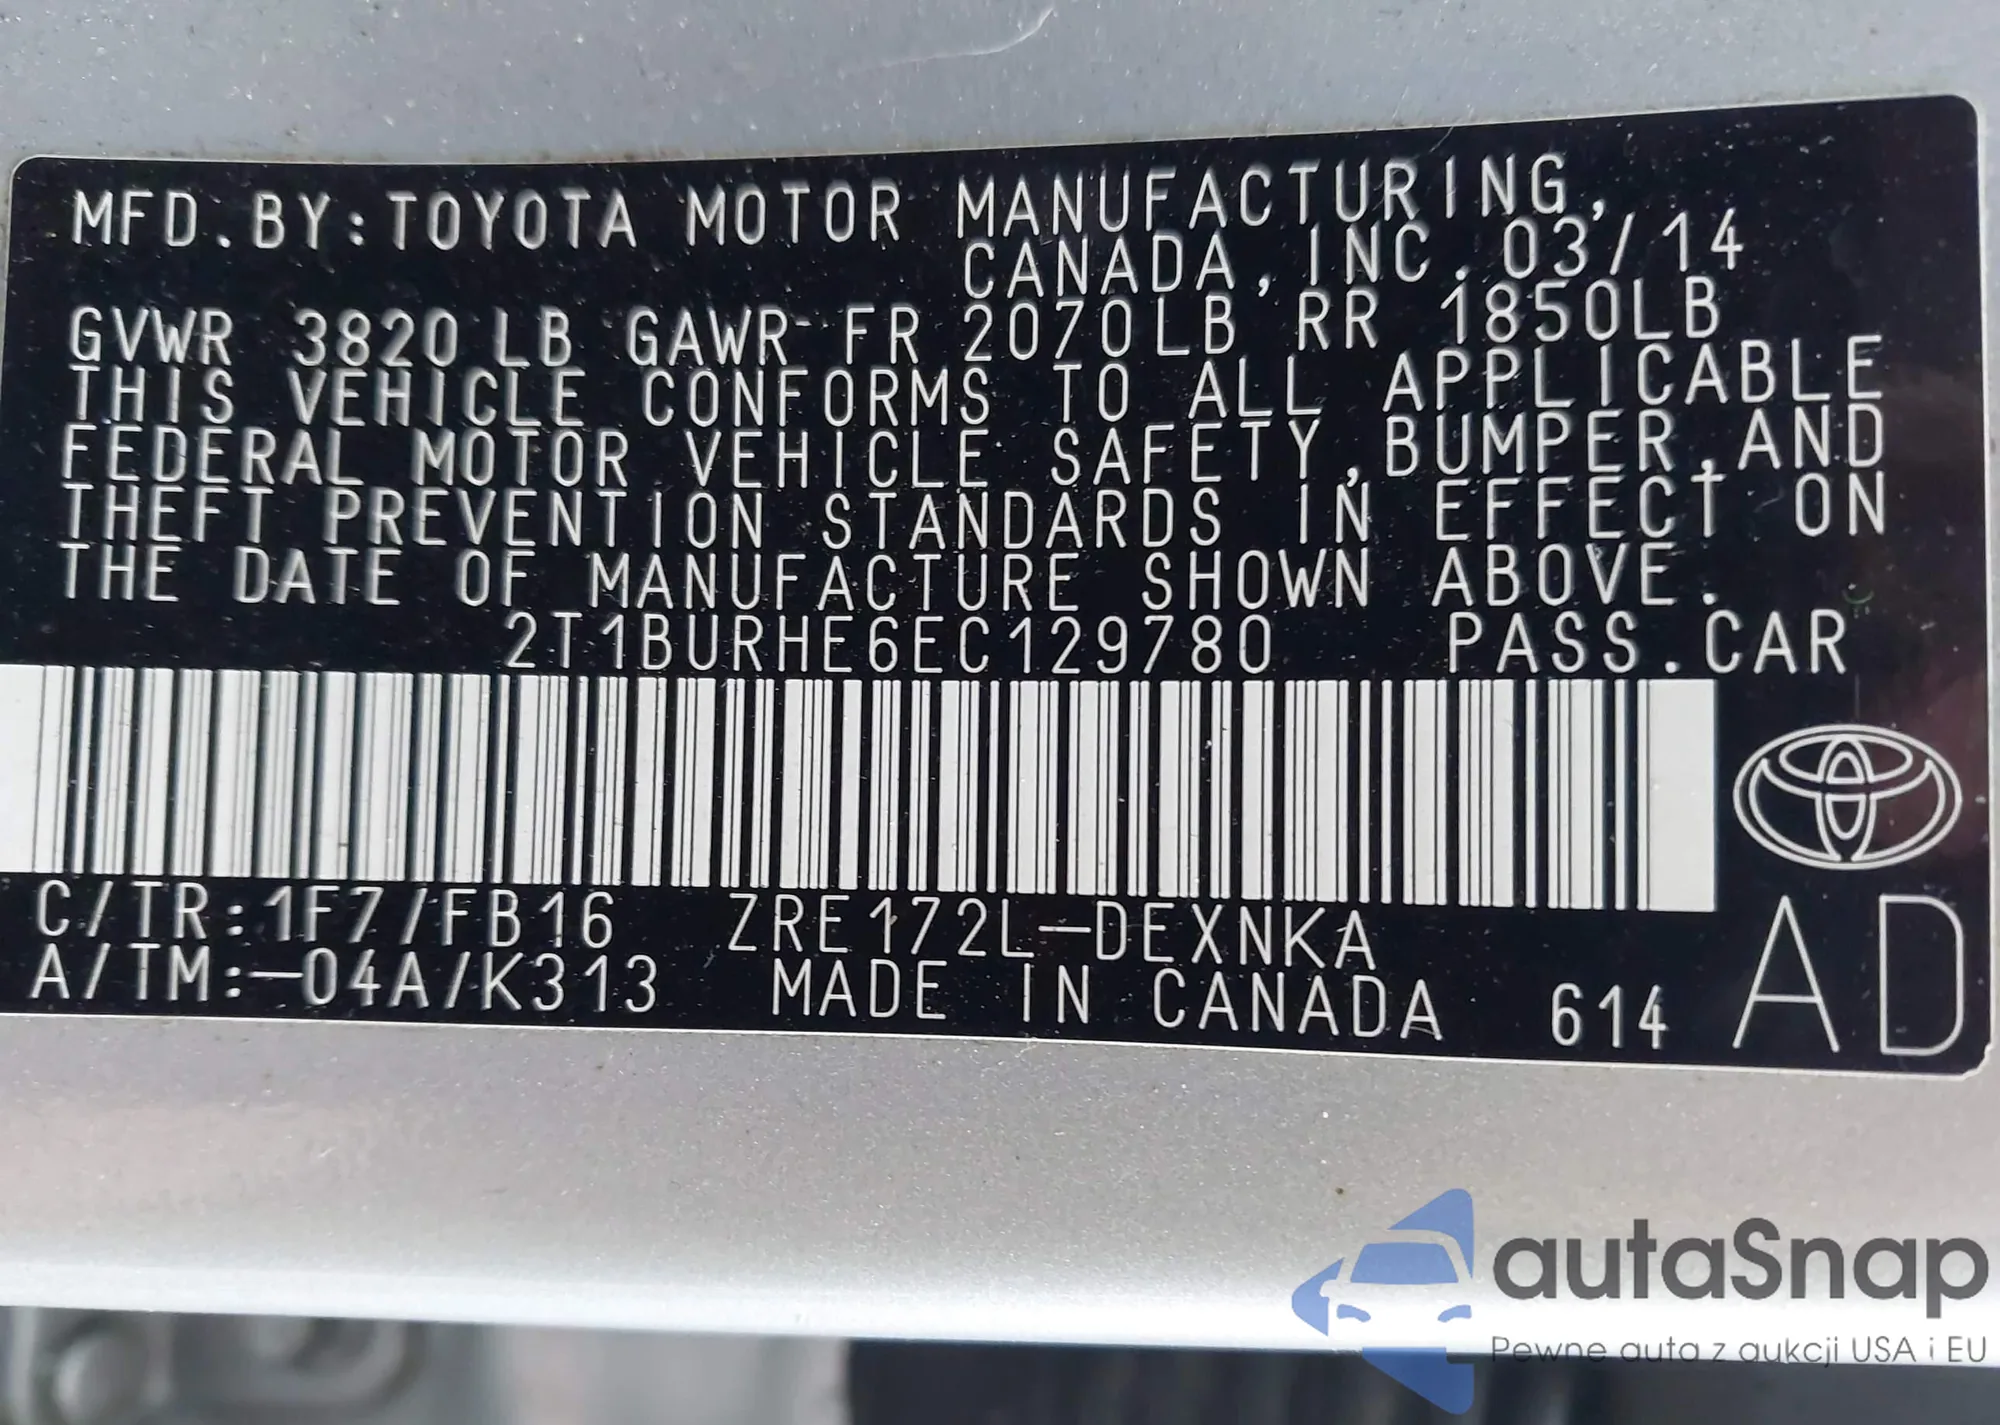 MFD. BY: TOYOTA MOTOR MANUFACTURING,
CANADA, INC. 03/14
GVWR 3820 LB GAWR FR 2070LB RR 1850LB
THIS VEHICLE CONFORMS TO ALL APPLICABLE
FEDERAL MOTOR VEHICLE SAFETY, BUMPER, AND
THEFT PREVENTION STANDARDS IN EFFECT ON
THE DATE OF MANUFACTURE SHOWN ABOVE.
2T1BURHE6EC129780 PASS. CAR
C/TR: 1F7/FB16 ZRE172L-DEXNKA
A/TM:-04A/K313 MADE IN CANADA 614 AD
autaSnap
Pewne auta z aukcji USA i EU